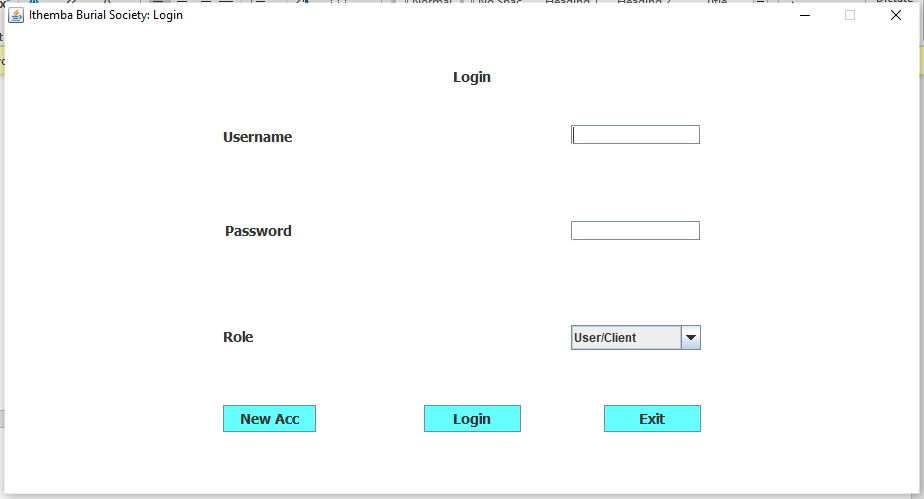 Ithemba Burial Society: Login
Login
Username
Password
Role
User/Client
New Acc
Login
Exit